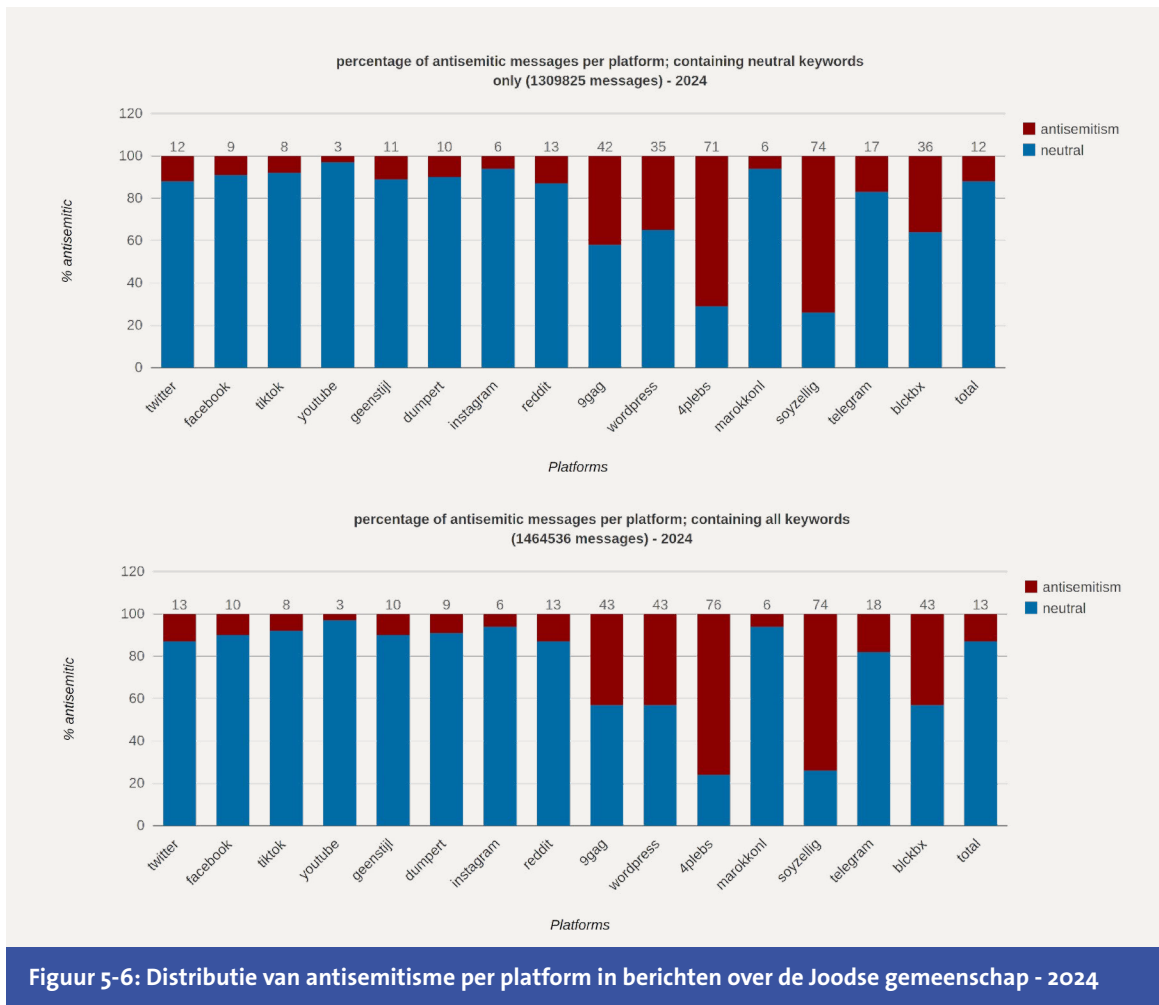 percentage of antisemitic messages per platform; containing neutral keywords
only (1309825 messages) - 2024
120
100
80
60
40
20
0
% antisemitic
12 9 8 3 11 10 6 13 42 35 71 6 74 17 36 12
antisemitism
neutral
twitter facebook tiktok youtube geenstijl dumpert instagram reddit 9gag wordpress 4plebs marokkonl soyzellig telegram blckbx total
Platforms
percentage of antisemitic messages per platform; containing all keywords
(1464536 messages) - 2024
120
100
80
60
40
20
0
% antisemitic
13 10 8 3 10 9 6 13 43 43 76 6 74 18 43 13
antisemitism
neutral
twitter facebook tiktok youtube geenstijl dumpert instagram reddit 9gag wordpress 4plebs marokkonl soyzellig telegram blckbx total
Platforms
Figuur 5-6: Distributie van antisemitisme per platform in berichten over de Joodse gemeenschap - 2024